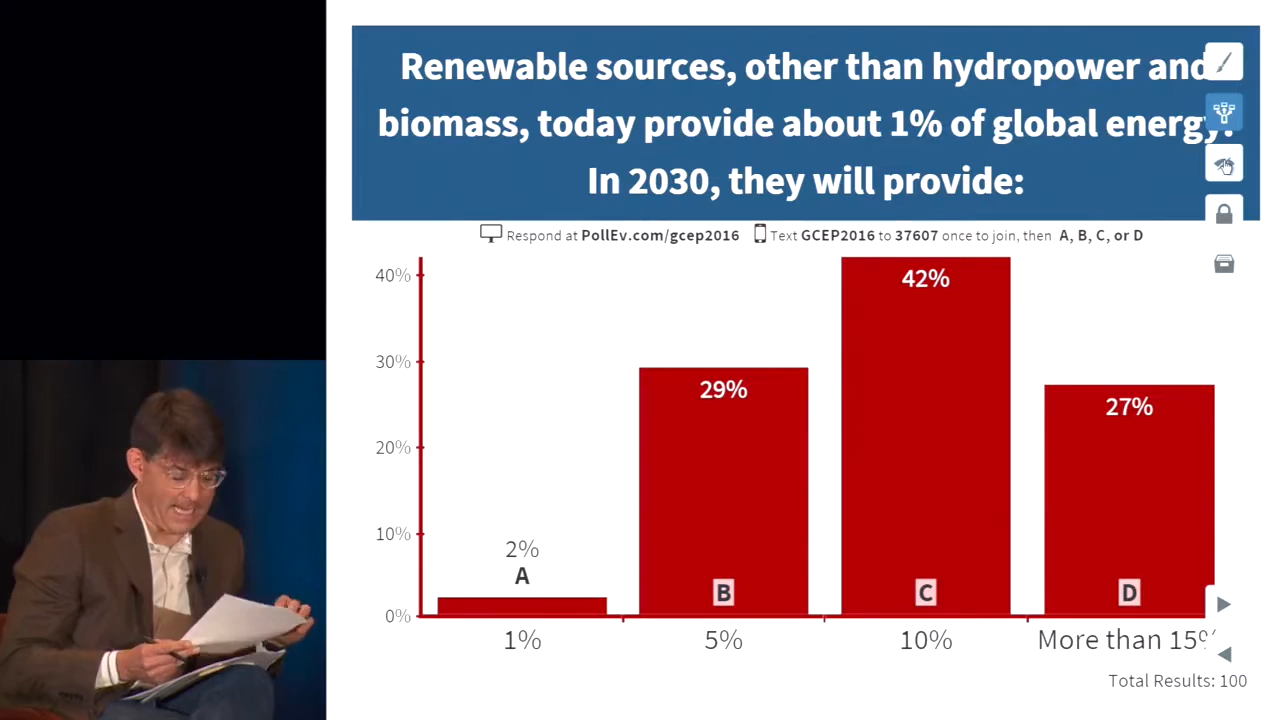 Renewable sources, other than hydropower and
biomass, today provide about 1% of global energy.
In 2030, they will provide:
Respond at PollEv.com/gcep2016 Text GCEP2016 to 37607 once to join, then A, B, C, or D
40%
30%
20%
10%
0%
2%
A
29%
B
42%
C
27%
D
1%
5%
10%
More than 15%
Total Results: 100